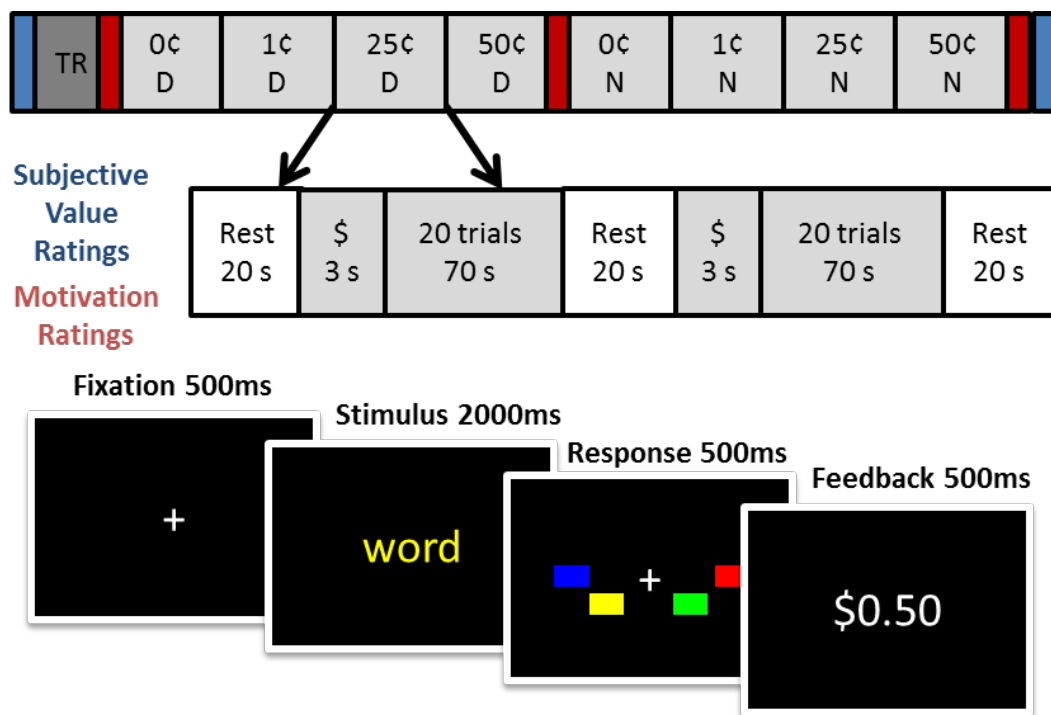 TR
0¢
D
1¢
D
25¢
D
50¢
D
0¢
N
1¢
N
25¢
N
50¢
N
Subjective
Value
Ratings
Motivation
Ratings
Rest
20 s
$
3 s
20 trials
70 s
Rest
20 s
$
3 s
20 trials
70 s
Rest
20 s
Fixation 500ms
+
Stimulus 2000ms
word
Response 500ms
+
Feedback 500ms
$0.50